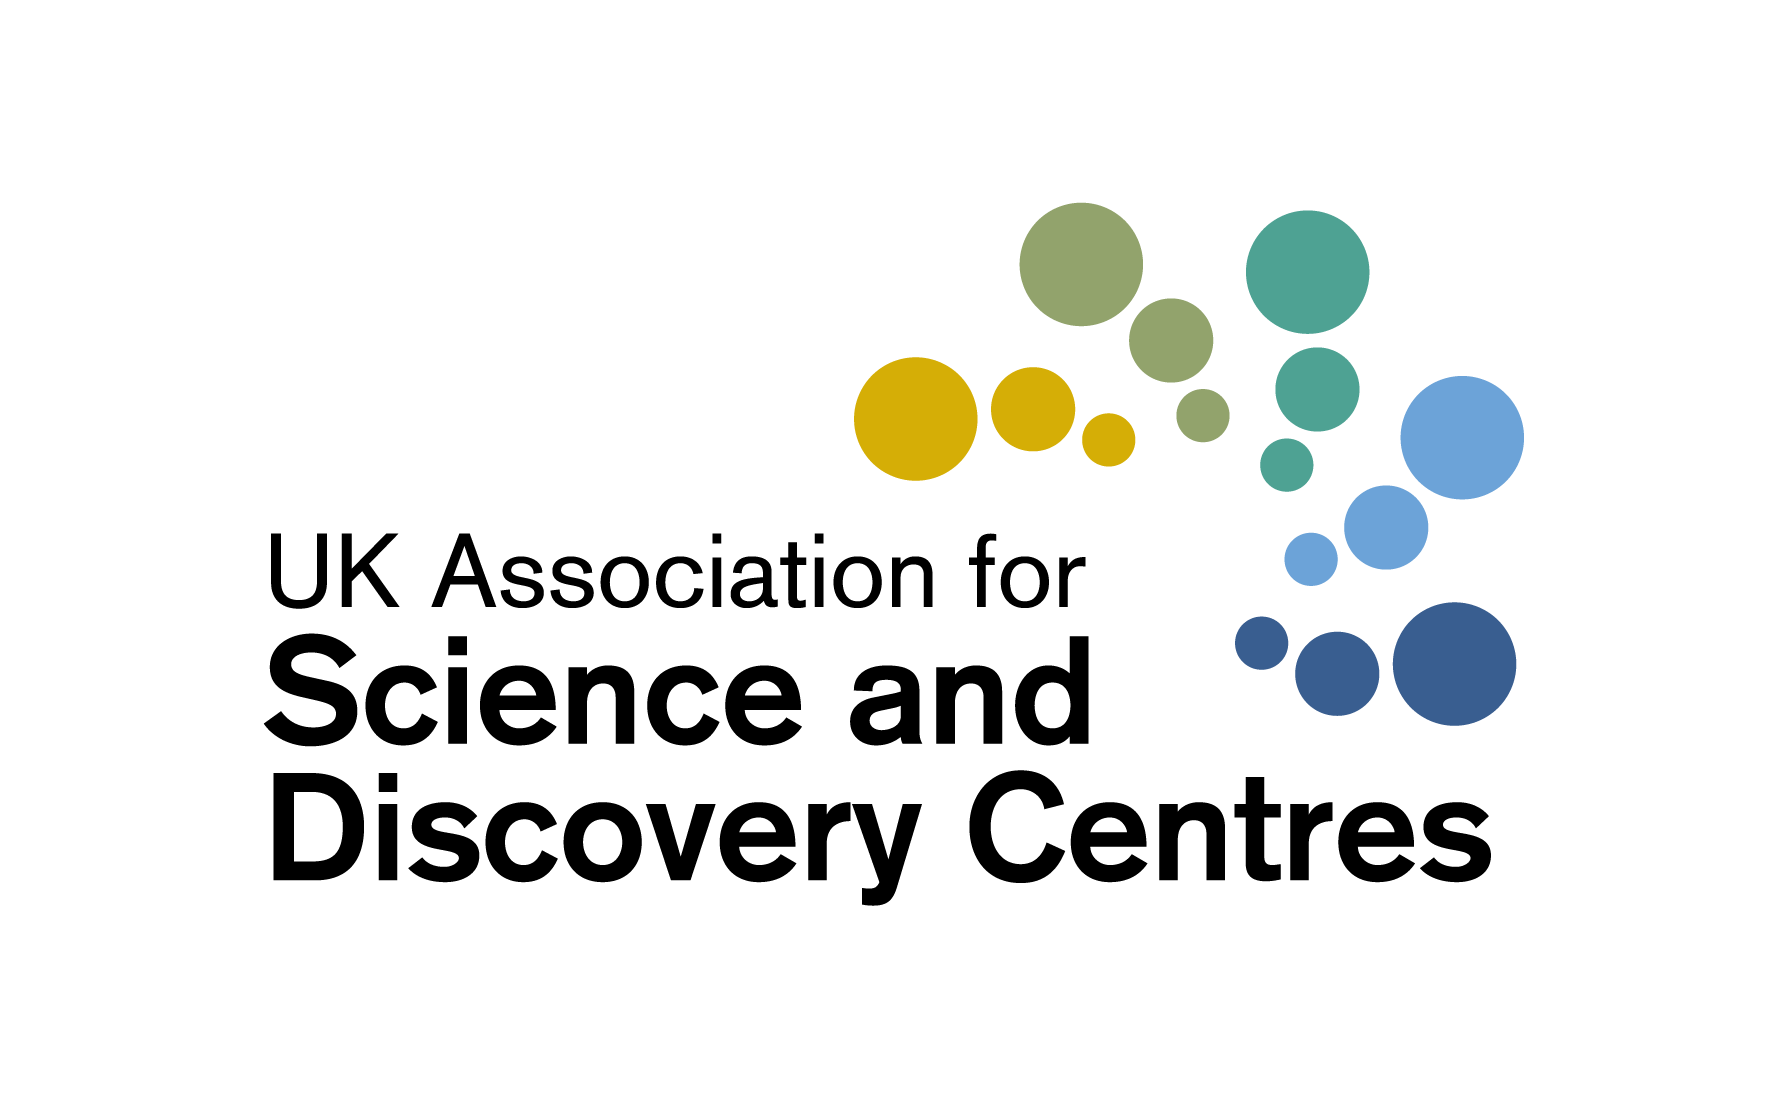 UK Association for
Science and
Discovery Centres